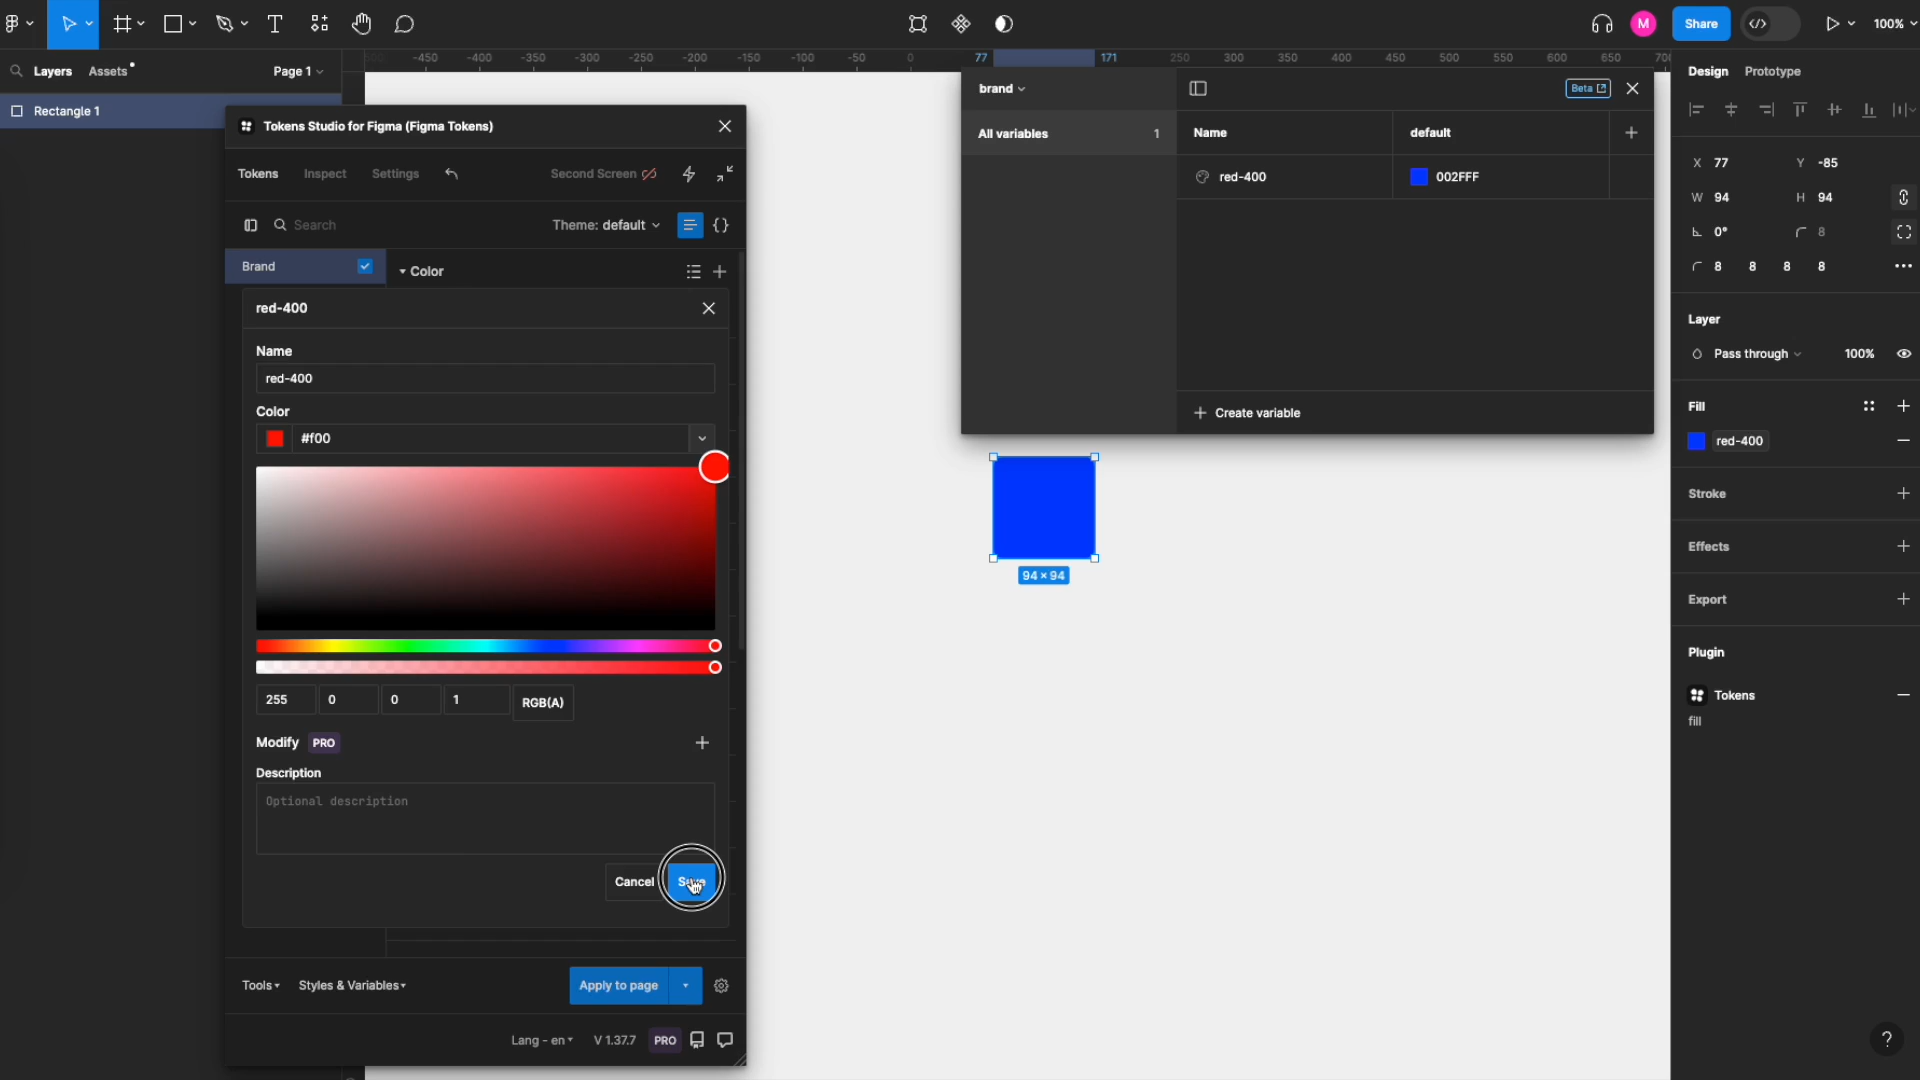 M
Share
100%
Layers
Assets
Page 1
Rectangle 1
-450 -400 -350 -300 -250 -200 -150 -100 -50 0 77 171 250 300 350 400 450 500 550 600 650
Tokens Studio for Figma (Figma Tokens)
Tokens
Inspect
Settings
Second Screen
Search
Theme: default
{}
Brand
Color
red-400
Name
red-400
Color
#f00
255
0
0
1
RGB(A)
Modify
PRO
Description
Optional description
Cancel
Save
Tools
Styles & Variables
Apply to page
Lang - en
V 1.37.7
PRO
brand
Beta
All variables
1
Name
default
red-400
002FFF
Create variable
94 × 94
Design
Prototype
X 77
Y -85
W 94
H 94
0°
8
8 8 8 8
Layer
Pass through
100%
Fill
red-400
Stroke
Effects
Export
Plugin
Tokens
fill
?